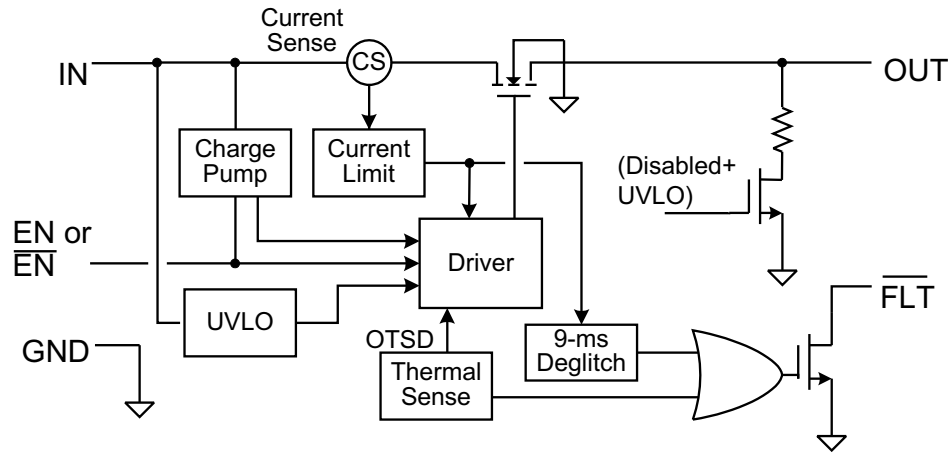 Current
Sense
IN
CS
OUT
Charge
Pump
Current
Limit
(Disabled+
UVLO)
EN or
EN
Driver
UVLO
FLT
GND
OTSD
9-ms
Deglitch
Thermal
Sense